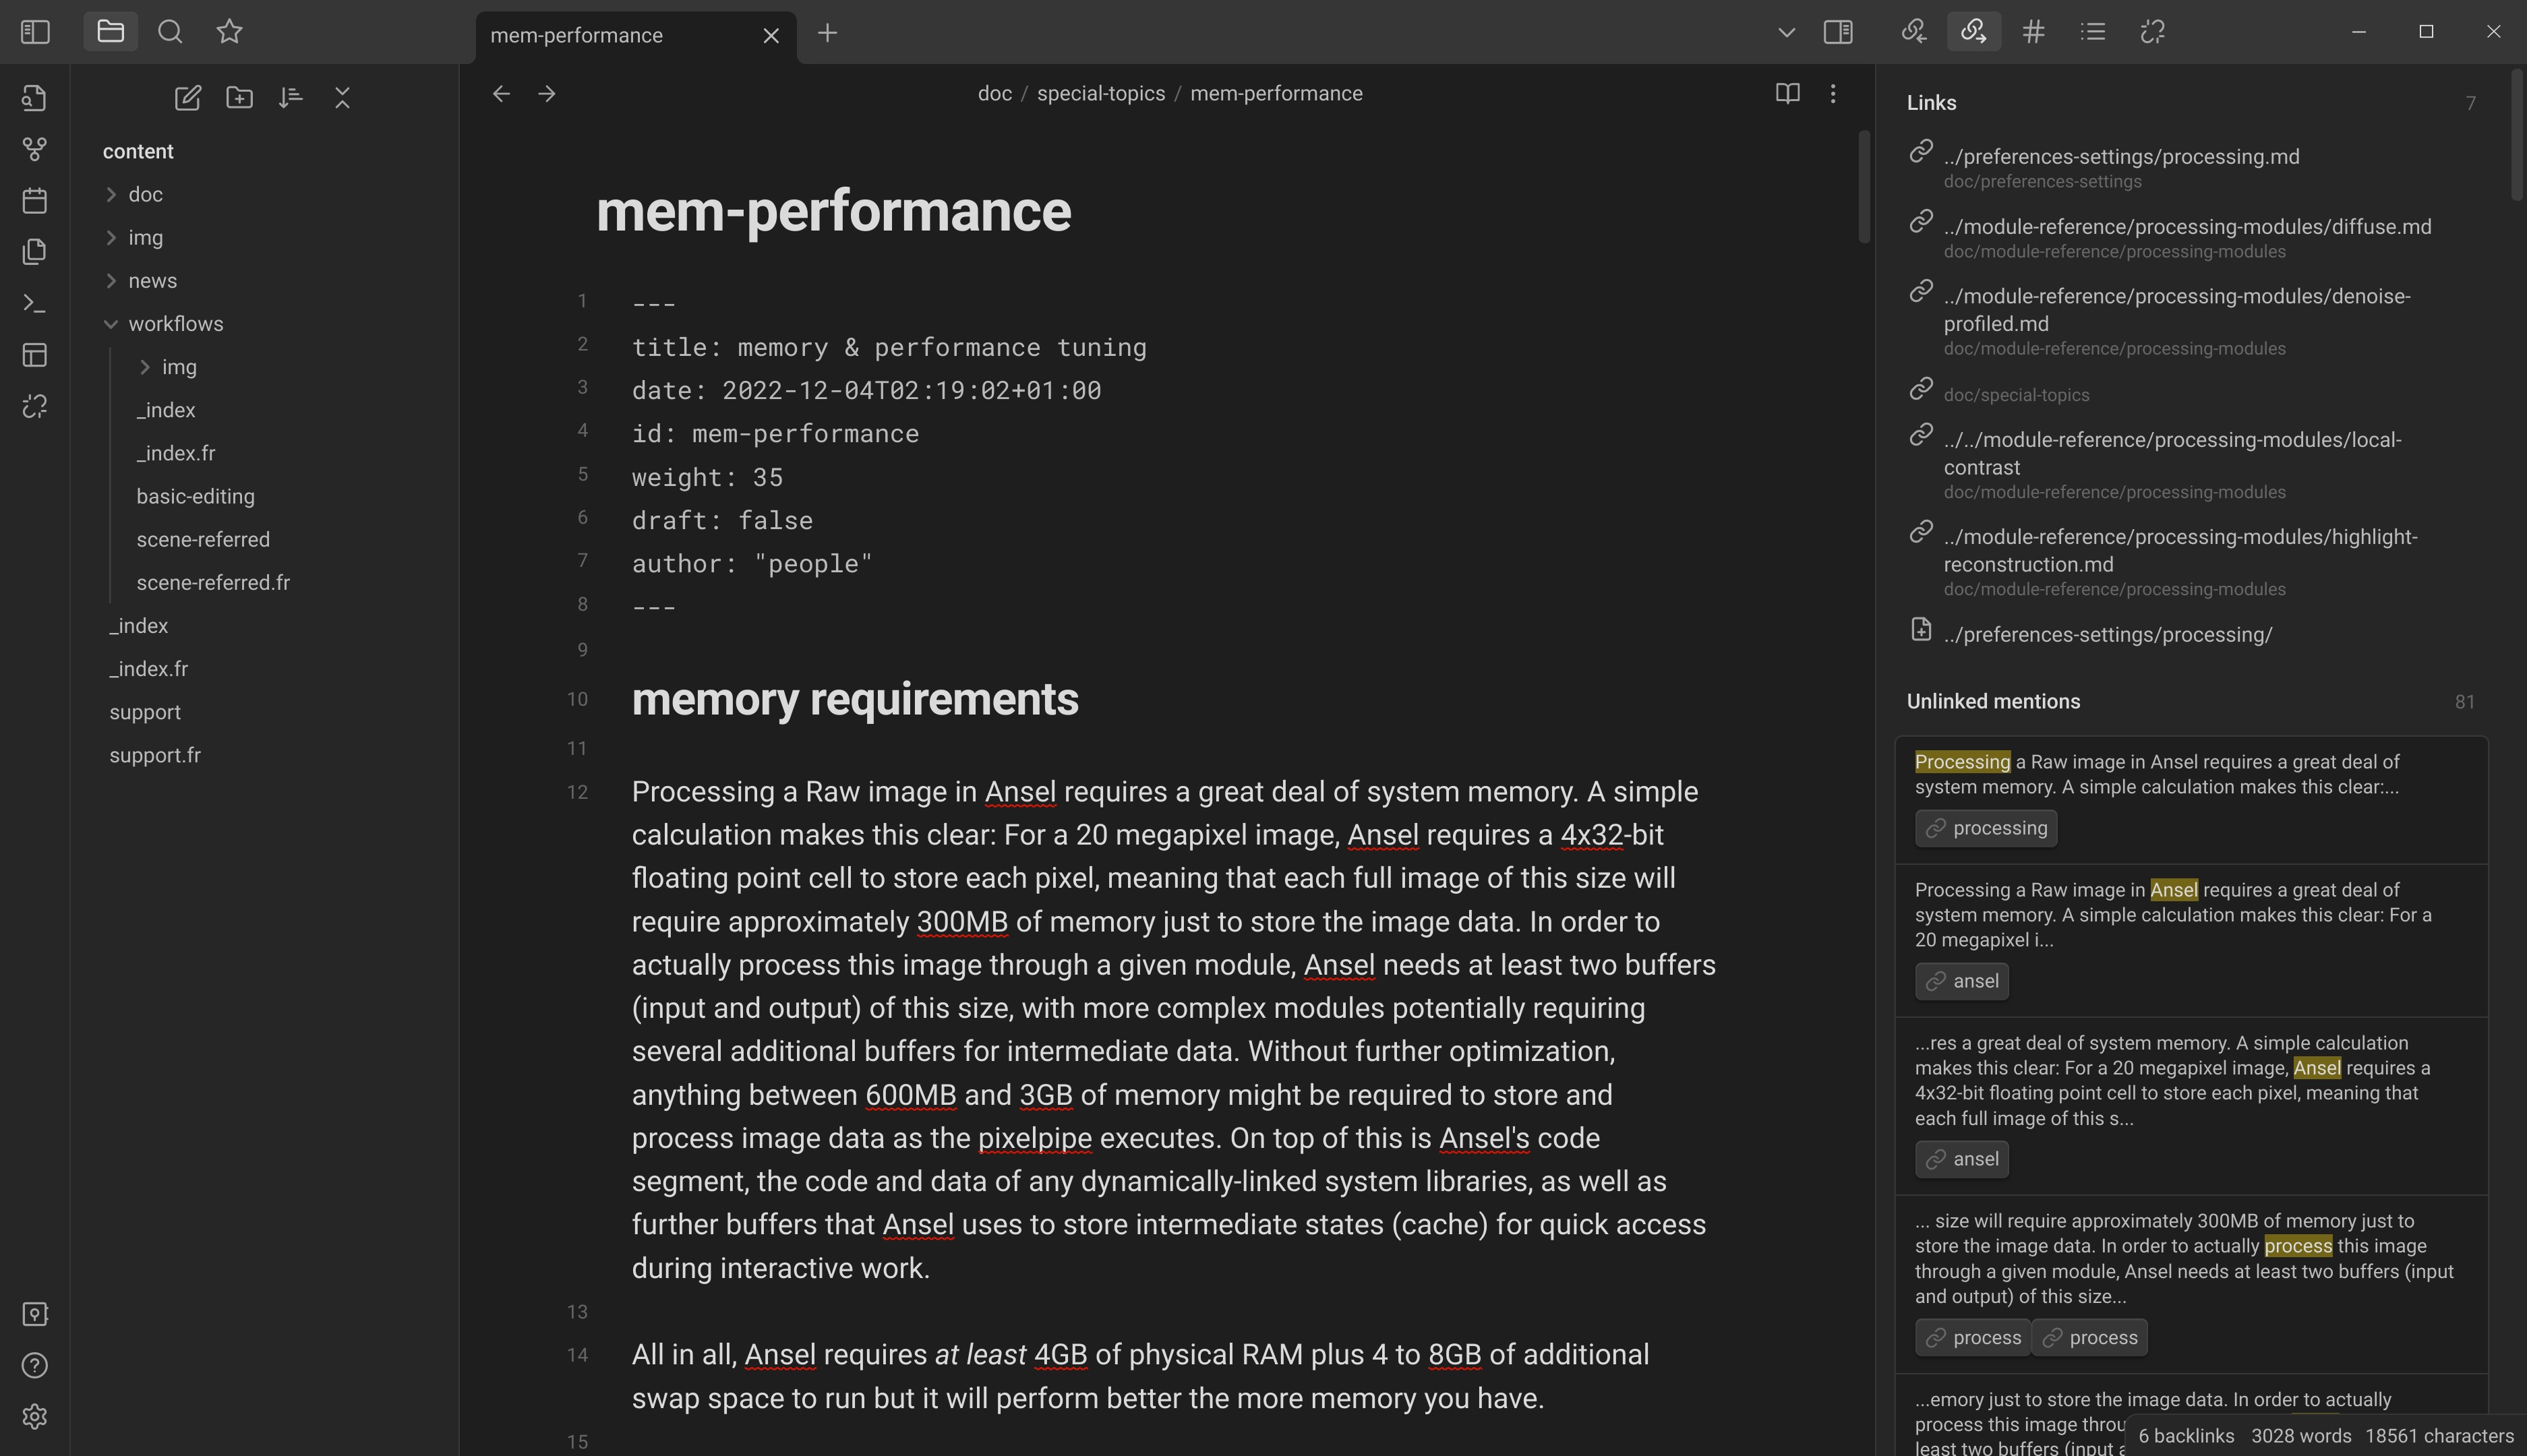 mem-performance
content
doc
img
news
workflows
img
_index
_index.fr
basic-editing
scene-referred
scene-referred.fr
_index
_index.fr
support
support.fr
doc / special-topics / mem-performance
mem-performance
1 ---
2 title: memory & performance tuning
3 date: 2022-12-04T02:19:02+01:00
4 id: mem-performance
5 weight: 35
6 draft: false
7 author: "people"
8 ---
9
10 memory requirements
11
12 Processing a Raw image in Ansel requires a great deal of system memory. A simple
calculation makes this clear: For a 20 megapixel image, Ansel requires a 4x32-bit
floating point cell to store each pixel, meaning that each full image of this size will
require approximately 300MB of memory just to store the image data. In order to
actually process this image through a given module, Ansel needs at least two buffers
(input and output) of this size, with more complex modules potentially requiring
several additional buffers for intermediate data. Without further optimization,
anything between 600MB and 3GB of memory might be required to store and
process image data as the pixelpipe executes. On top of this is Ansel's code
segment, the code and data of any dynamically-linked system libraries, as well as
further buffers that Ansel uses to store intermediate states (cache) for quick access
during interactive work.
13
14 All in all, Ansel requires at least 4GB of physical RAM plus 4 to 8GB of additional
swap space to run but it will perform better the more memory you have.
15
Links 7
../preferences-settings/processing.md
doc/preferences-settings
../module-reference/processing-modules/diffuse.md
doc/module-reference/processing-modules
../module-reference/processing-modules/denoise-
profiled.md
doc/module-reference/processing-modules
doc/special-topics
../../module-reference/processing-modules/local-
contrast
doc/module-reference/processing-modules
../module-reference/processing-modules/highlight-
reconstruction.md
doc/module-reference/processing-modules
../preferences-settings/processing/
Unlinked mentions 81
Processing a Raw image in Ansel requires a great deal of
system memory. A simple calculation makes this clear:...
processing
Processing a Raw image in Ansel requires a great deal of
system memory. A simple calculation makes this clear: For a
20 megapixel i...
ansel
...res a great deal of system memory. A simple calculation
makes this clear: For a 20 megapixel image, Ansel requires a
4x32-bit floating point cell to store each pixel, meaning that
each full image of this s...
ansel
... size will require approximately 300MB of memory just to
store the image data. In order to actually process this image
through a given module, Ansel needs at least two buffers (input
and output) of this size...
process process
...emory just to store the image data. In order to actually
process this image throu
least two buffers (input
6 backlinks 3028 words 18561 characters